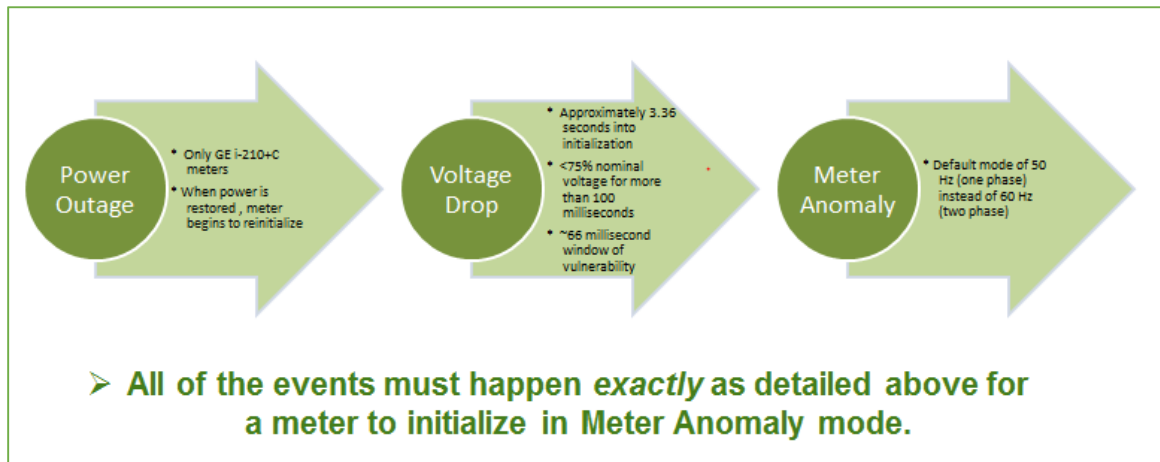 Power
Outage
* Only GE i-210+C
meters
* When power is
restored , meter
begins to reinitialize
Voltage
Drop
* Approximately 3.36
seconds into
initialization
* <75% nominal
voltage for more
than 100
milliseconds
* ~66 millisecond
window of
vulnerability
Meter
Anomaly
* Default mode of 50
Hz (one phase)
instead of 60 Hz
(two phase)
➢ All of the events must happen exactly as detailed above for
a meter to initialize in Meter Anomaly mode.